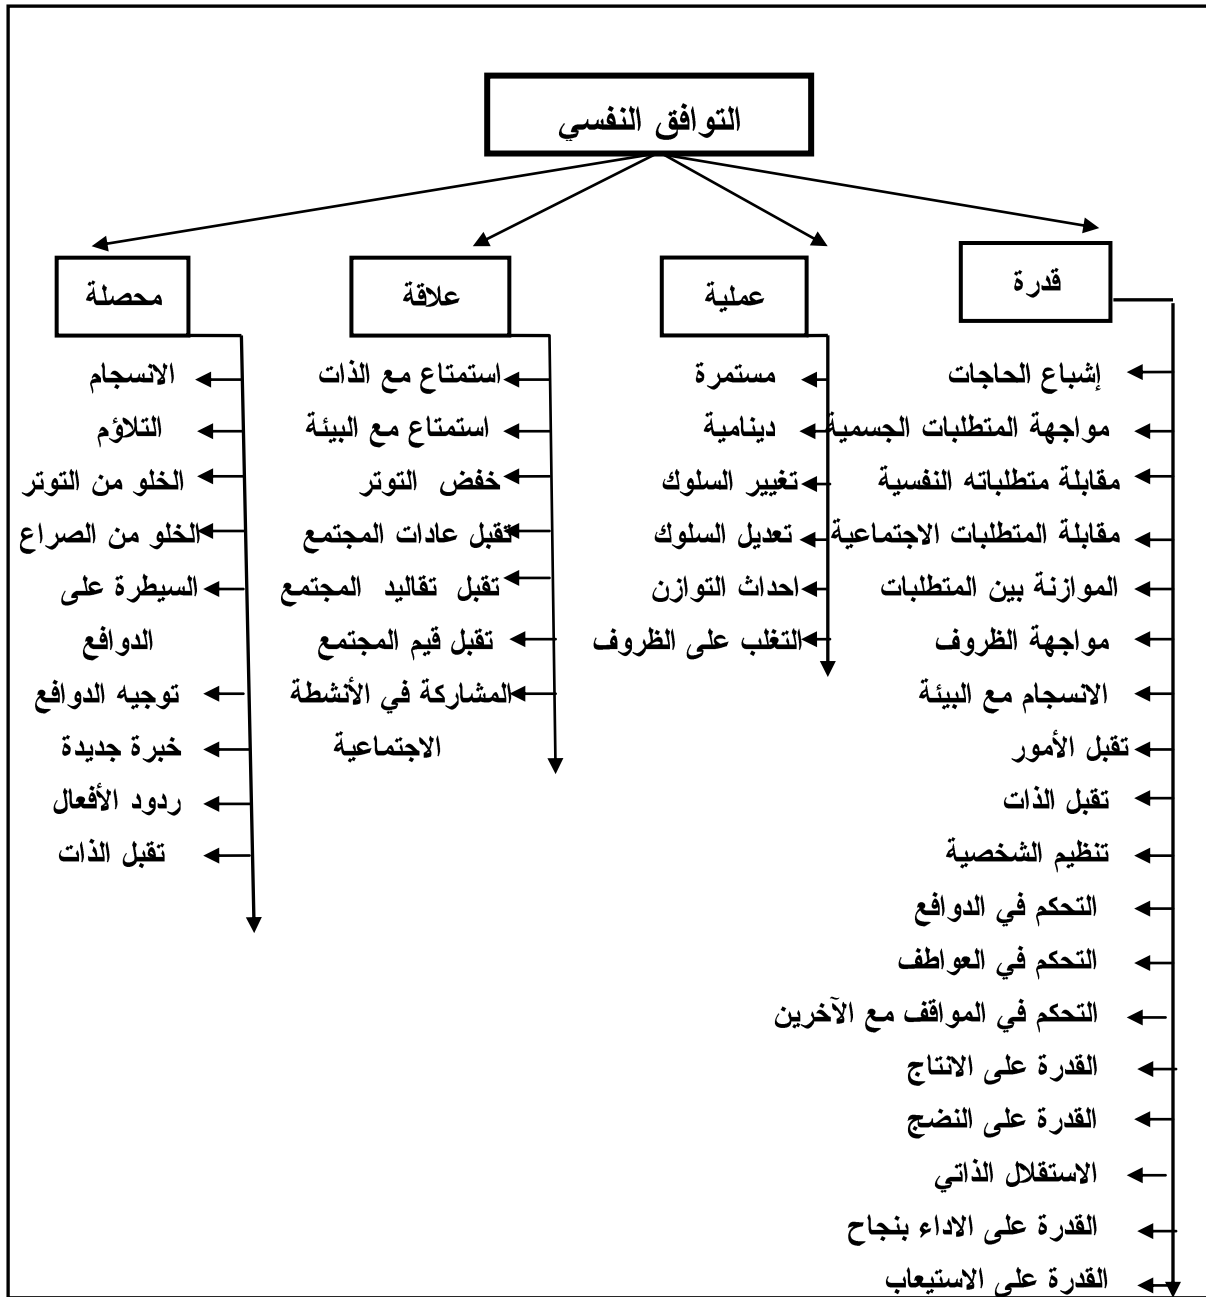 التوافق النفسي
قدرة
إشباع الحاجات
مواجهة المتطلبات الجسمية
مقابلة متطلباته النفسية
مقابلة المتطلبات الاجتماعية
الموازنة بين المتطلبات
مواجهة الظروف
الانسجام مع البيئة
تقبل الأمور
تقبل الذات
تنظيم الشخصية
التحكم في الدوافع
التحكم في العواطف
التحكم في المواقف مع الآخرين
القدرة على الانتاج
القدرة على النضج
الاستقلال الذاتي
القدرة على الاداء بنجاح
القدرة على الاستيعاب
عملية
مستمرة
دينامية
تغيير السلوك
تعديل السلوك
احداث التوازن
التغلب على الظروف
علاقة
استمتاع مع الذات
استمتاع مع البيئة
خفض التوتر
تقبل عادات المجتمع
تقبل تقاليد المجتمع
تقبل قيم المجتمع
المشاركة في الأنشطة
الاجتماعية
محصلة
الانسجام
التلاؤم
الخلو من التوتر
الخلو من الصراع
السيطرة على
الدوافع
توجيه الدوافع
خبرة جديدة
ردود الأفعال
تقبل الذات